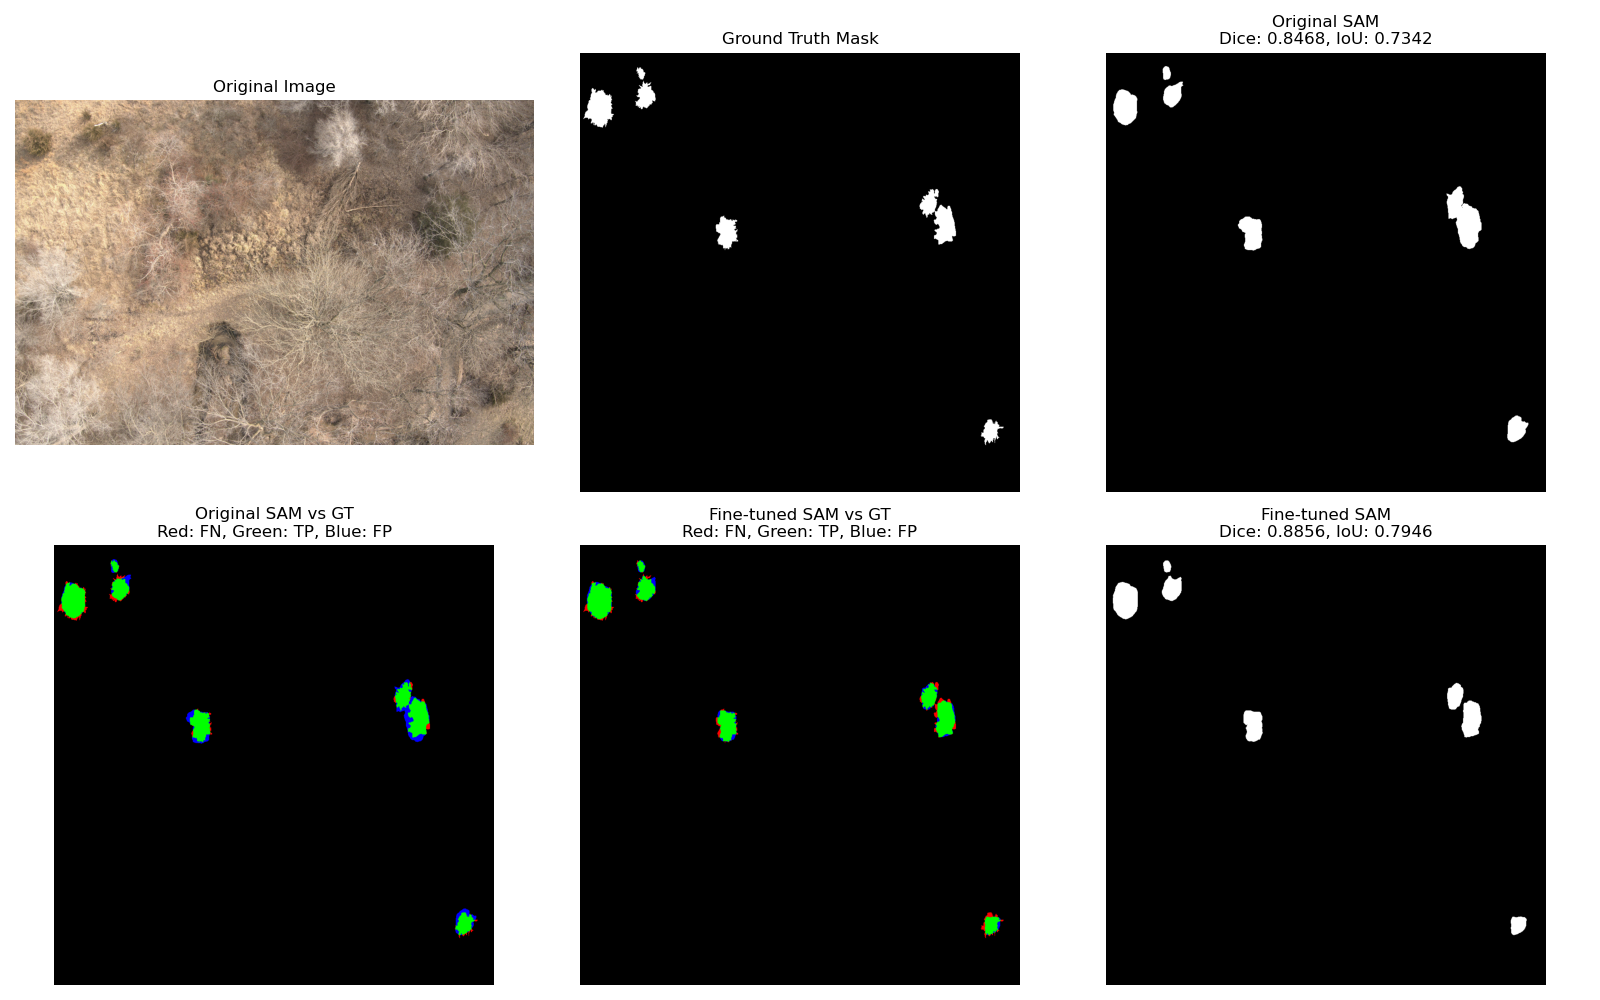 Original Image
Ground Truth Mask
Original SAM
Dice: 0.8468, IoU: 0.7342
Original SAM vs GT
Red: FN, Green: TP, Blue: FP
Fine-tuned SAM vs GT
Red: FN, Green: TP, Blue: FP
Fine-tuned SAM
Dice: 0.8856, IoU: 0.7946